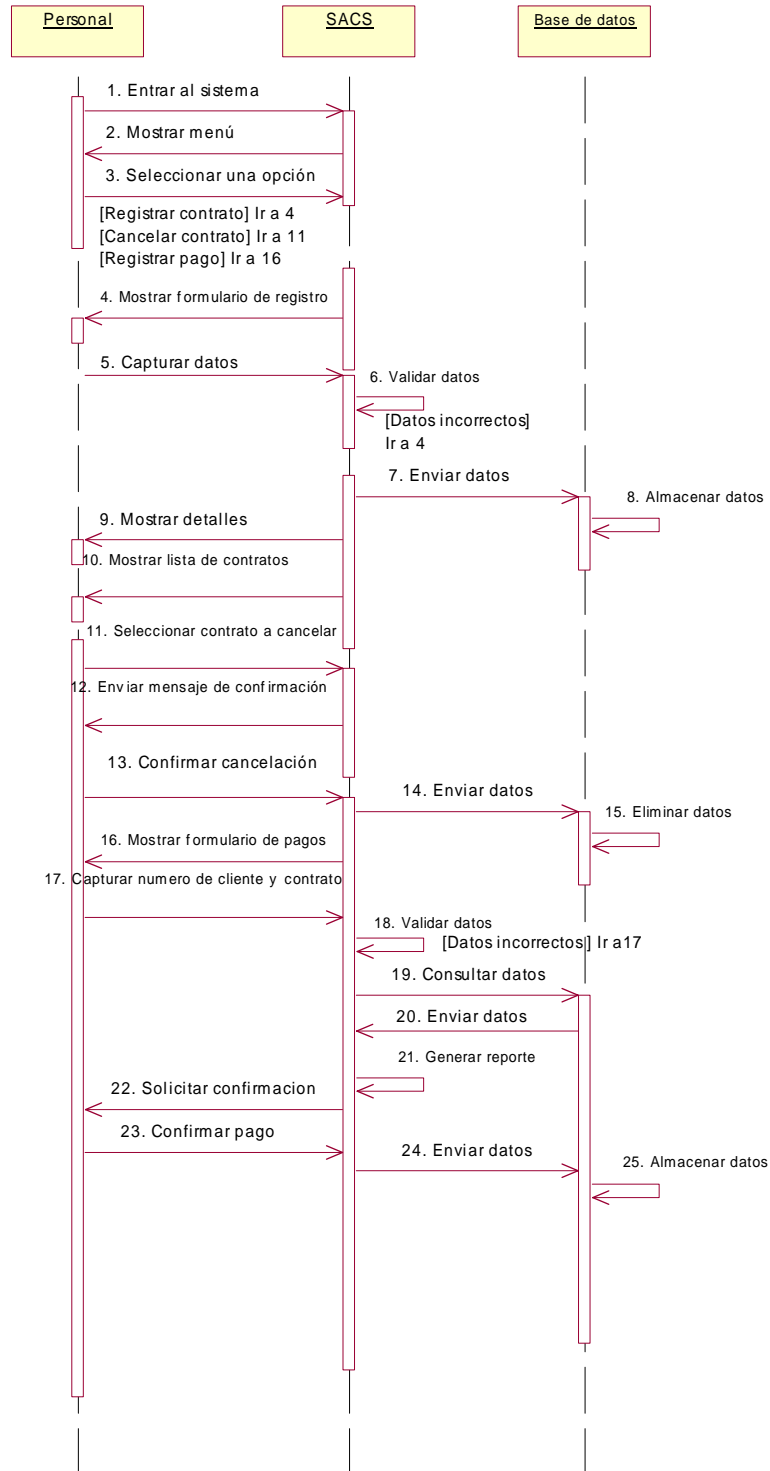 Personal
SACS
Base de datos
1. Entrar al sistema
2. Mostrar menú
3. Seleccionar una opción
[Registrar contrato] Ir a 4
[Cancelar contrato] Ir a 11
[Registrar pago] Ir a 16
4. Mostrar formulario de registro
5. Capturar datos
6. Validar datos
[Datos incorrectos]
Ir a 4
7. Enviar datos
8. Almacenar datos
9. Mostrar detalles
10. Mostrar lista de contratos
11. Seleccionar contrato a cancelar
12. Enviar mensaje de confirmación
13. Confirmar cancelación
14. Enviar datos
15. Eliminar datos
16. Mostrar formulario de pagos
17. Capturar numero de cliente y contrato
18. Validar datos
[Datos incorrectos] Ir a17
19. Consultar datos
20. Enviar datos
21. Generar reporte
22. Solicitar confirmacion
23. Confirmar pago
24. Enviar datos
25. Almacenar datos